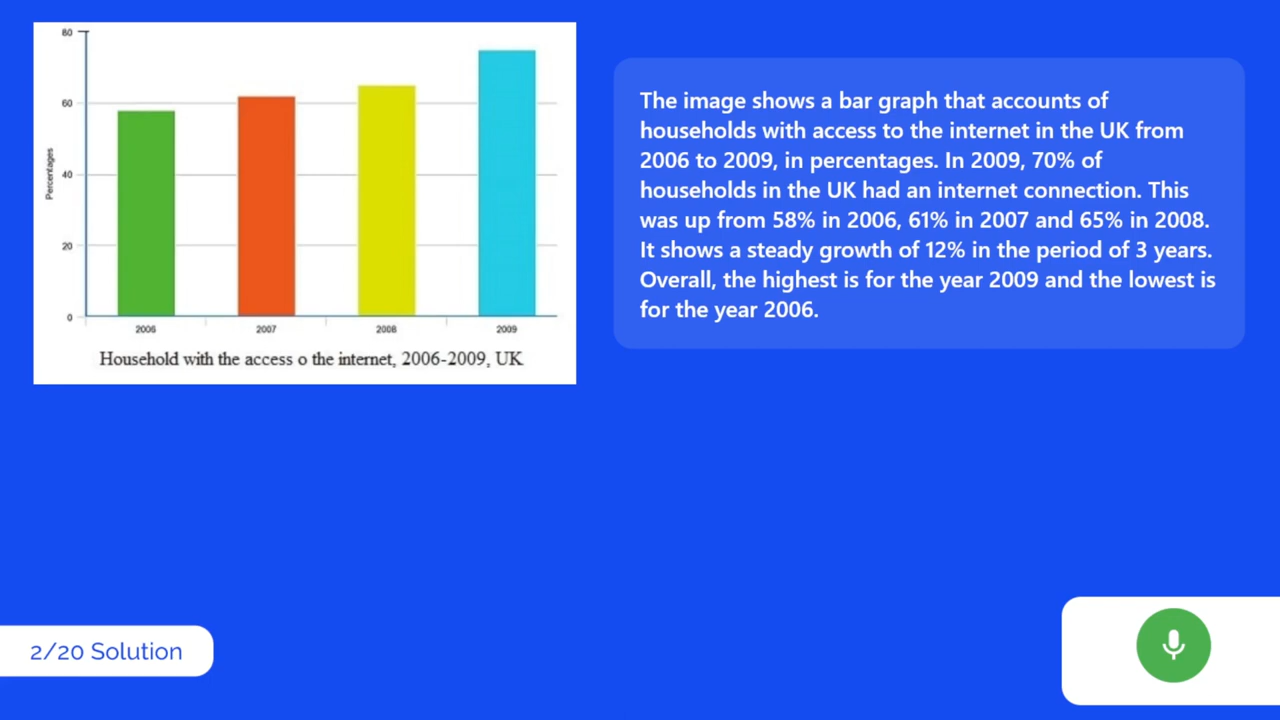 80
60
40
20
0
Percentages
2006
2007
2008
2009
Household with the access o the internet, 2006-2009, UK
The image shows a bar graph that accounts of
households with access to the internet in the UK from
2006 to 2009, in percentages. In 2009, 70% of
households in the UK had an internet connection. This
was up from 58% in 2006, 61% in 2007 and 65% in 2008.
It shows a steady growth of 12% in the period of 3 years.
Overall, the highest is for the year 2009 and the lowest is
for the year 2006.
2/20 Solution